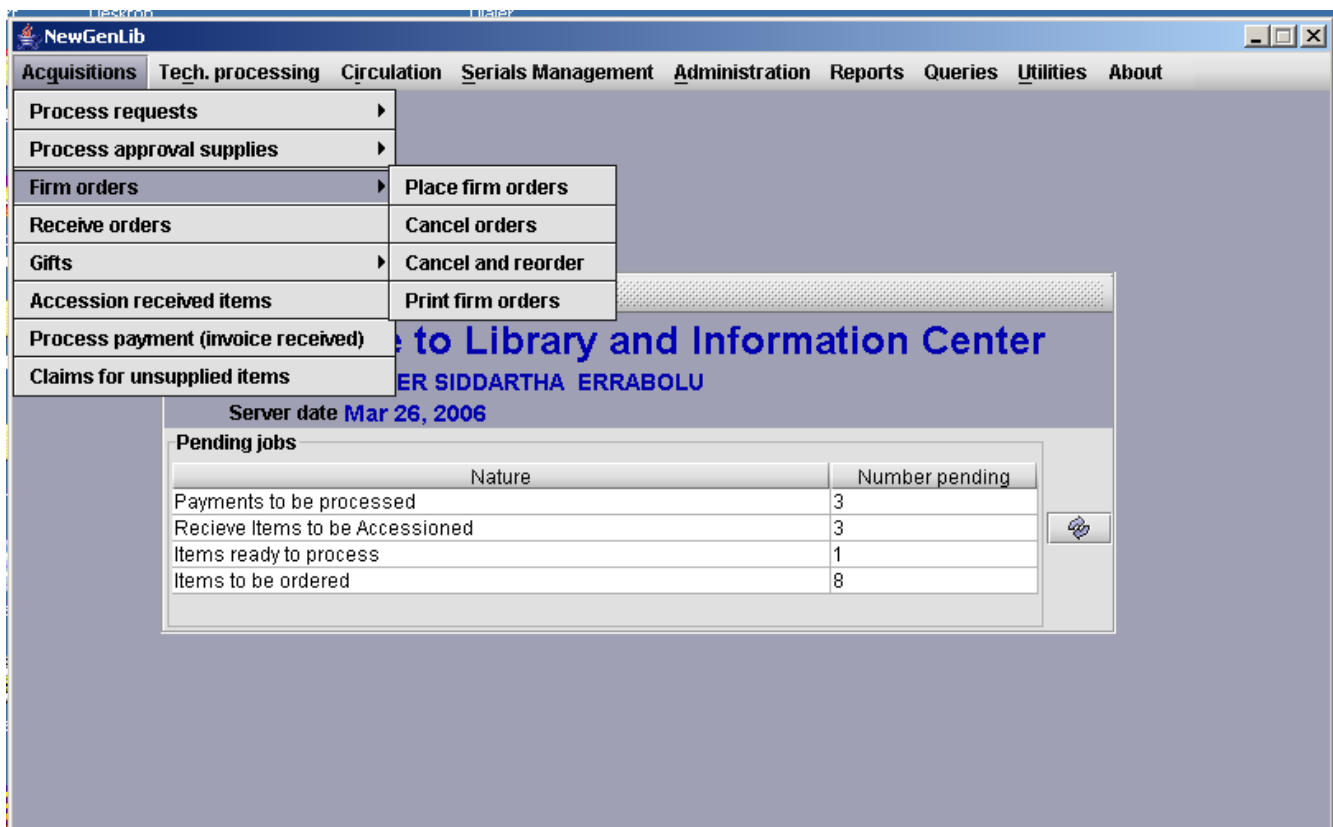 Desktop Dialer
NewGenLib
Acquisitions Tech. processing Circulation Serials Management Administration Reports Queries Utilities About
Process requests
Process approval supplies
Firm orders
Receive orders
Gifts
Accession received items
Process payment (invoice received)
Claims for unsupplied items
Place firm orders
Cancel orders
Cancel and reorder
Print firm orders
to Library and Information Center
ER SIDDARTHA ERRABOLU
Server date Mar 26, 2006
Pending jobs
Nature Number pending
Payments to be processed 3
Recieve Items to be Accessioned 3
Items ready to process 1
Items to be ordered 8